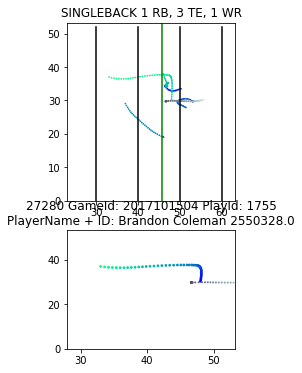 SINGLEBACK 1 RB, 3 TE, 1 WR
50
40
30
20
10
0
30 40 50 60
27280 GameId: 2017101504 PlayId: 1755
PlayerName + ID: Brandon Coleman 2550328.0
40
20
0
30 40 50